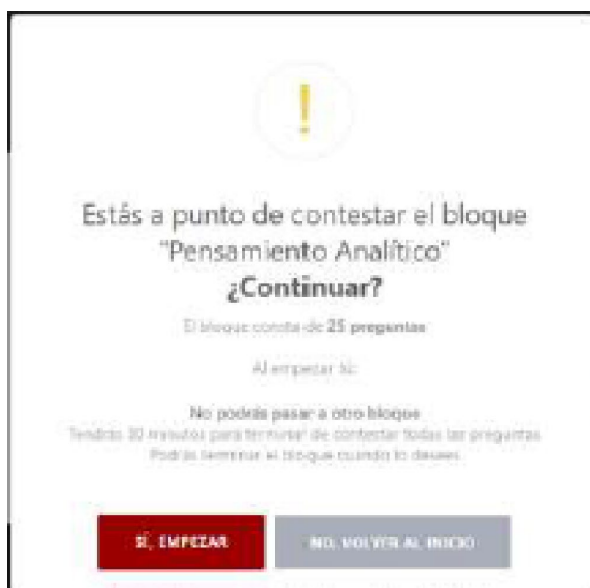 !
Estás a punto de contestar el bloque
"Pensamiento Analítico"
¿Continuar?
El bloque consta de 25 preguntas
Al empezar tú:
No podrás pasar a otro bloque
Tendrás 30 minutos para terminar de contestar todas las preguntas
Podrás terminar el bloque cuando lo desees
SÍ, EMPEZAR
NO, VOLVER AL INICIO